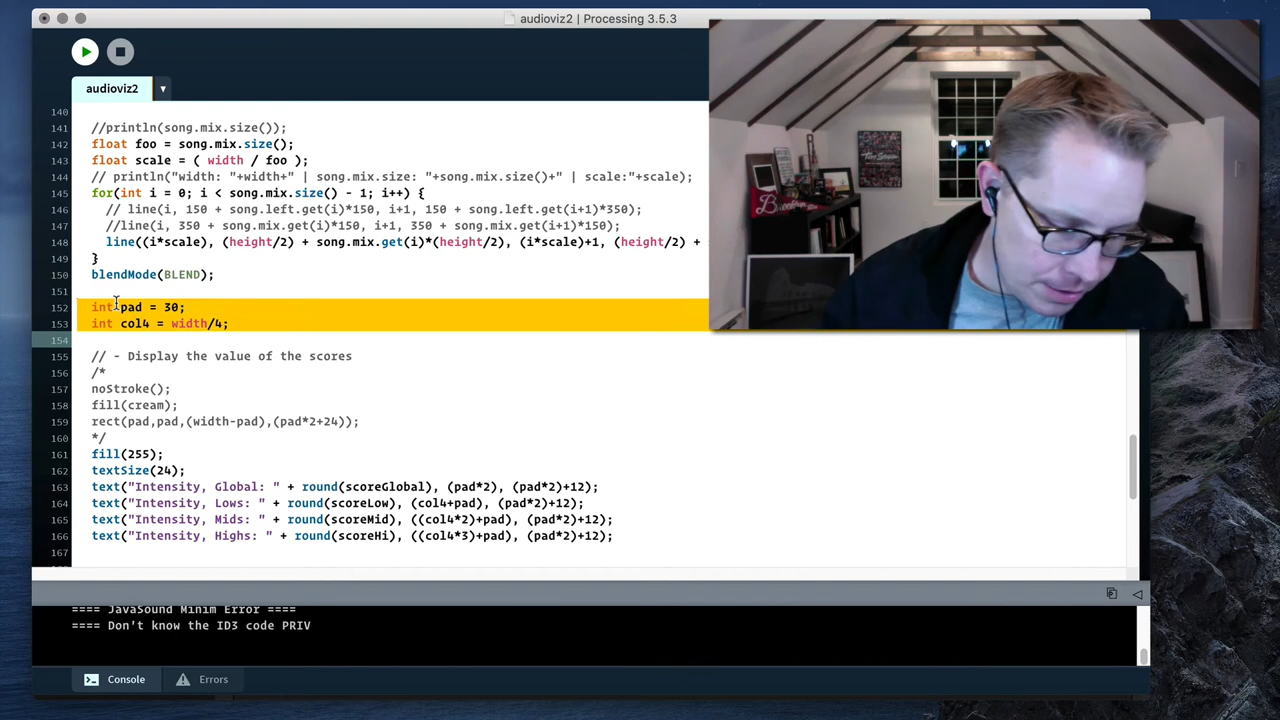 audioviz2 | Processing 3.5.3
audioviz2
140
141 //println(song.mix.size());
142 float foo = song.mix.size();
143 float scale = ( width / foo );
144 // println("width: "+width+" | song.mix.size: "+song.mix.size()+" | scale:"+scale);
145 for(int i = 0; i < song.mix.size() - 1; i++) {
146 // line(i, 150 + song.left.get(i)*150, i+1, 150 + song.left.get(i+1)*350);
147 //line(i, 350 + song.left.get(i)*150, i+1, 350 + song.left.get(i+1)*150);
148 line((i*scale), (height/2) + song.mix.get(i)*(height/2), (i*scale)+1, (height/2) +
149 }
150 blendMode(BLEND);
151
152 int pad = 30;
153 int col4 = width/4;
154
155 // - Display the value of the scores
156 /*
157 noStroke();
158 fill(cream);
159 rect(pad,pad,(width-pad),(pad*2+24));
160 */
161 fill(255);
162 textSize(24);
163 text("Intensity, Global: " + round(scoreGlobal), (pad*2), (pad*2)+12);
164 text("Intensity, Lows: " + round(scoreLow), (col4+pad), (pad*2)+12);
165 text("Intensity, Mids: " + round(scoreMid), ((col4*2)+pad), (pad*2)+12);
166 text("Intensity, Highs: " + round(scoreHi), ((col4*3)+pad), (pad*2)+12);
167
==== JavaSound Minim Error ====
==== Don't know the ID3 code PRIV
Console Errors